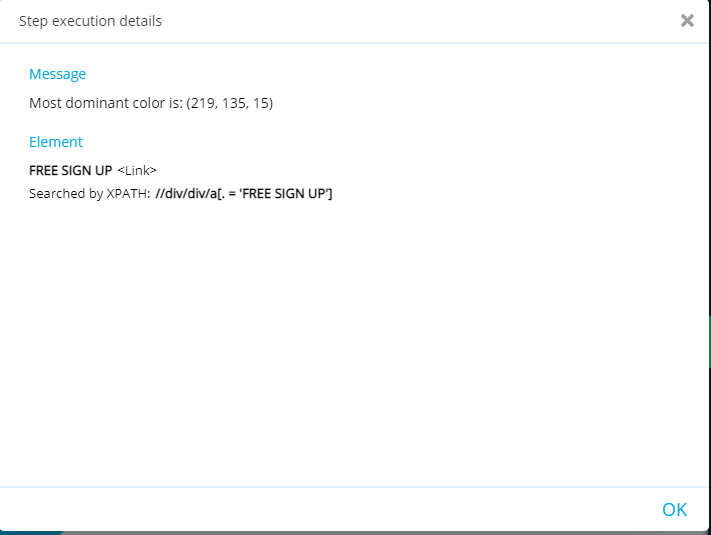 Step execution details
Message
Most dominant color is: (219, 135, 15)
Element
FREE SIGN UP <Link>
Searched by XPATH: //div/div/a[. = 'FREE SIGN UP']
OK